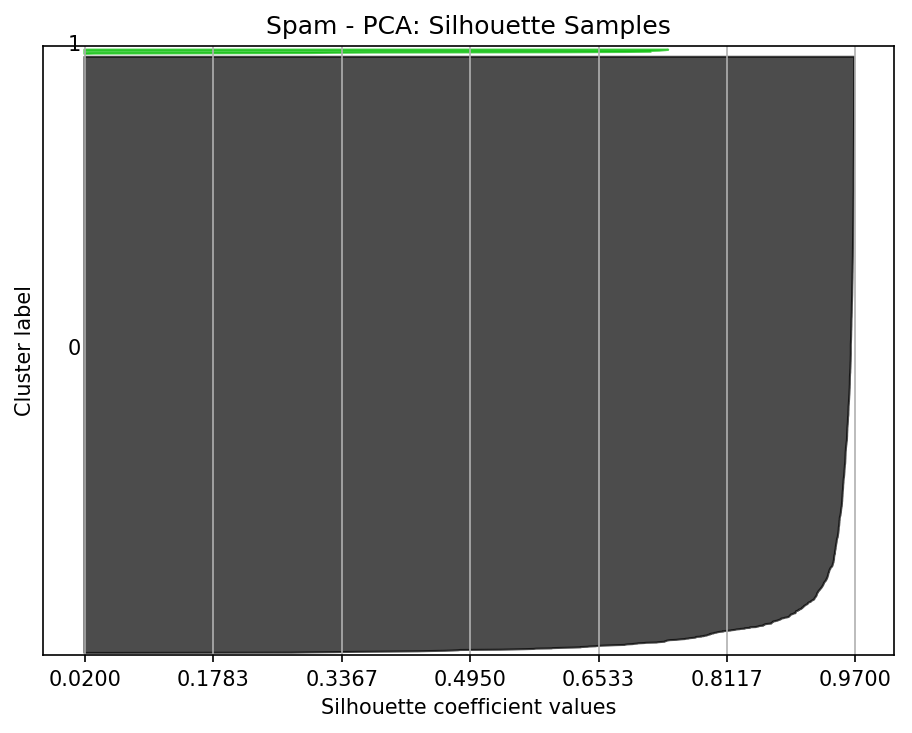 Spam - PCA: Silhouette Samples
1
0
Cluster label
0.0200 0.1783 0.3367 0.4950 0.6533 0.8117 0.9700
Silhouette coefficient values